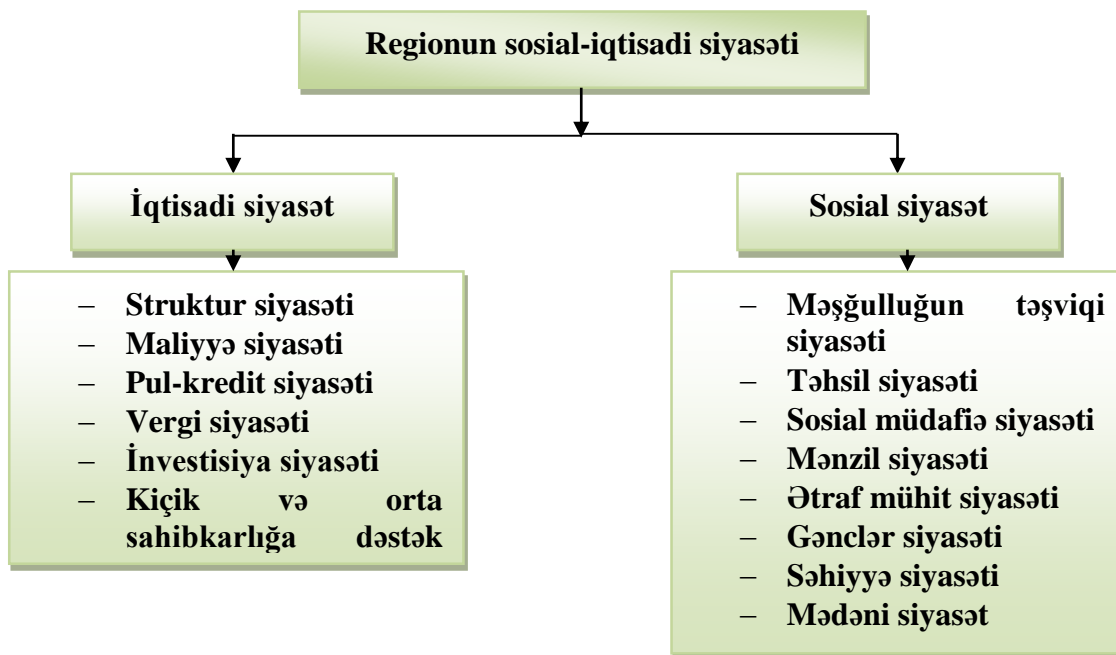 Regionun sosial-iqtisadi siyasəti
İqtisadi siyasət
Sosial siyasət
– Struktur siyasəti
– Maliyyə siyasəti
– Pul-kredit siyasəti
– Vergi siyasəti
– İnvestisiya siyasəti
– Kiçik və orta
sahibkarlığa dəstək
– Məşğulluğun təşviqi
siyasəti
– Təhsil siyasəti
– Sosial müdafiə siyasəti
– Mənzil siyasəti
– Ətraf mühit siyasəti
– Gənclər siyasəti
– Səhiyyə siyasəti
– Mədəni siyasət